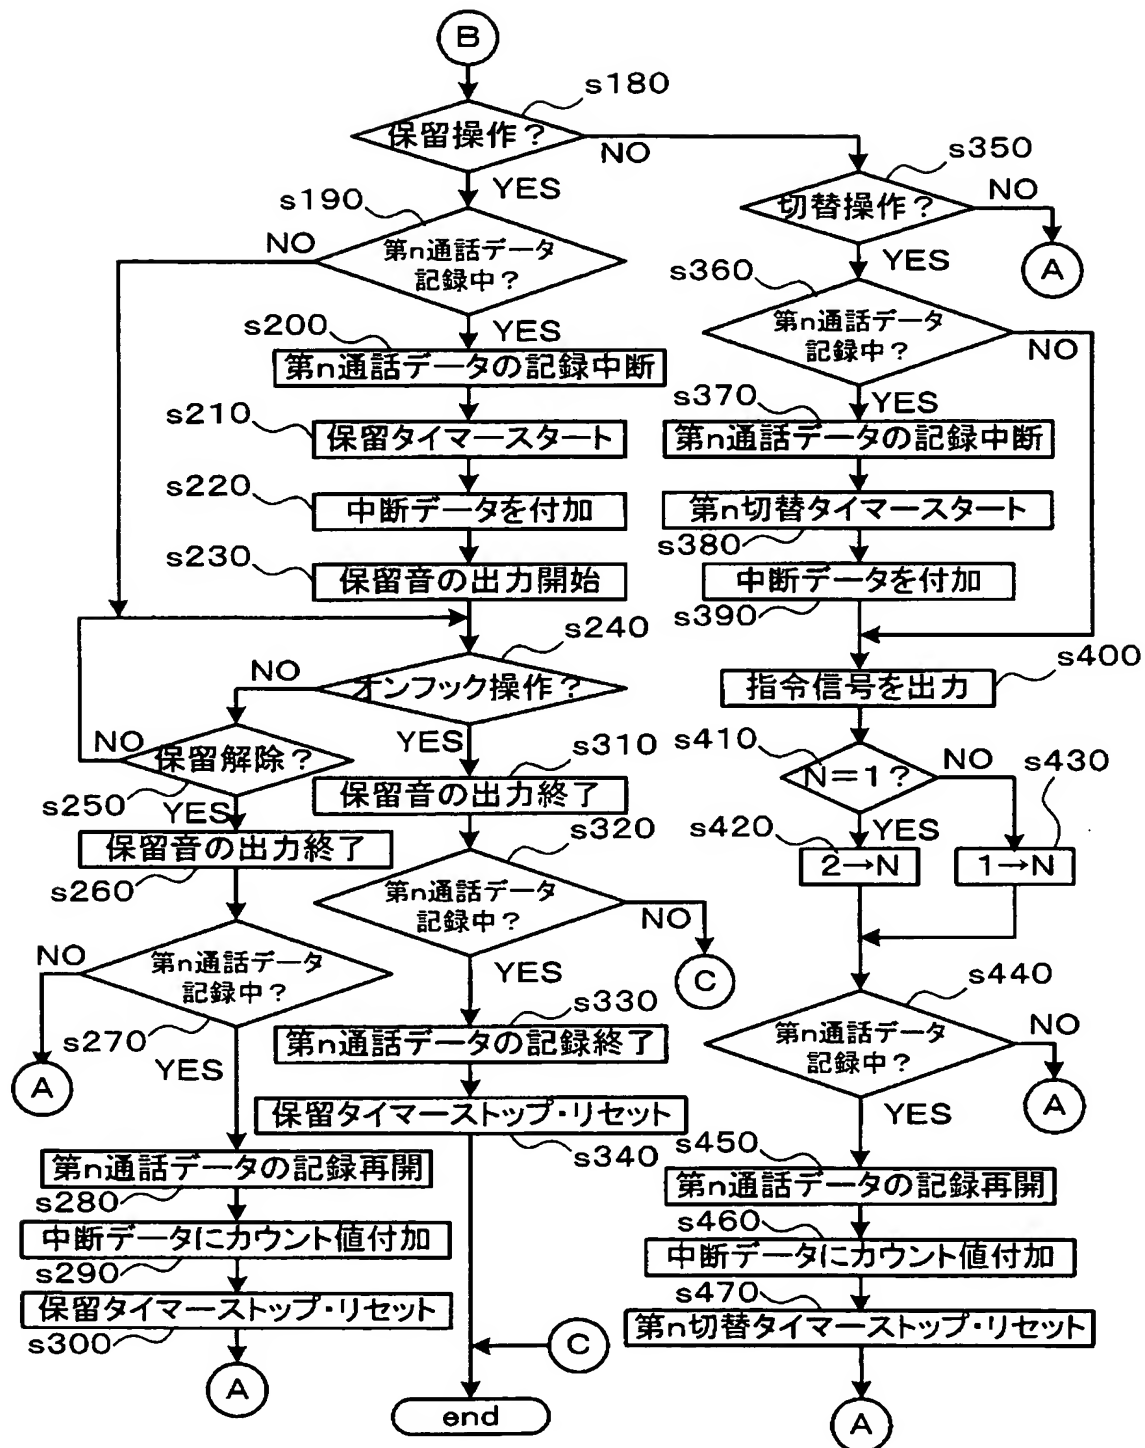 B
s180
保留操作?
NO
YES
s190
第n通話データ
記録中?
NO
YES
s200
第n通話データの記録中断
s210
保留タイマースタート
s220
中断データを付加
s230
保留音の出力開始
s240
オンフック操作?
NO
YES
保留解除?
NO
s250
YES
保留音の出力終了
s260
第n通話データ
記録中?
NO
s270
A
YES
第n通話データの記録再開
s280
中断データにカウント値付加
s290
保留タイマーストップ・リセット
s300
A
s310
保留音の出力終了
s320
第n通話データ
記録中?
NO
C
YES
s330
第n通話データの記録終了
保留タイマーストップ・リセット
s340
C
end
s350
切替操作?
NO
A
YES
s360
第n通話データ
記録中?
NO
YES
s370
第n通話データの記録中断
第n切替タイマースタート
s380
中断データを付加
s390
s400
指令信号を出力
s410
N=1?
NO
s430
YES
s420
2→N
1→N
s440
第n通話データ
記録中?
NO
A
YES
s450
第n通話データの記録再開
s460
中断データにカウント値付加
s470
第n切替タイマーストップ・リセット
A